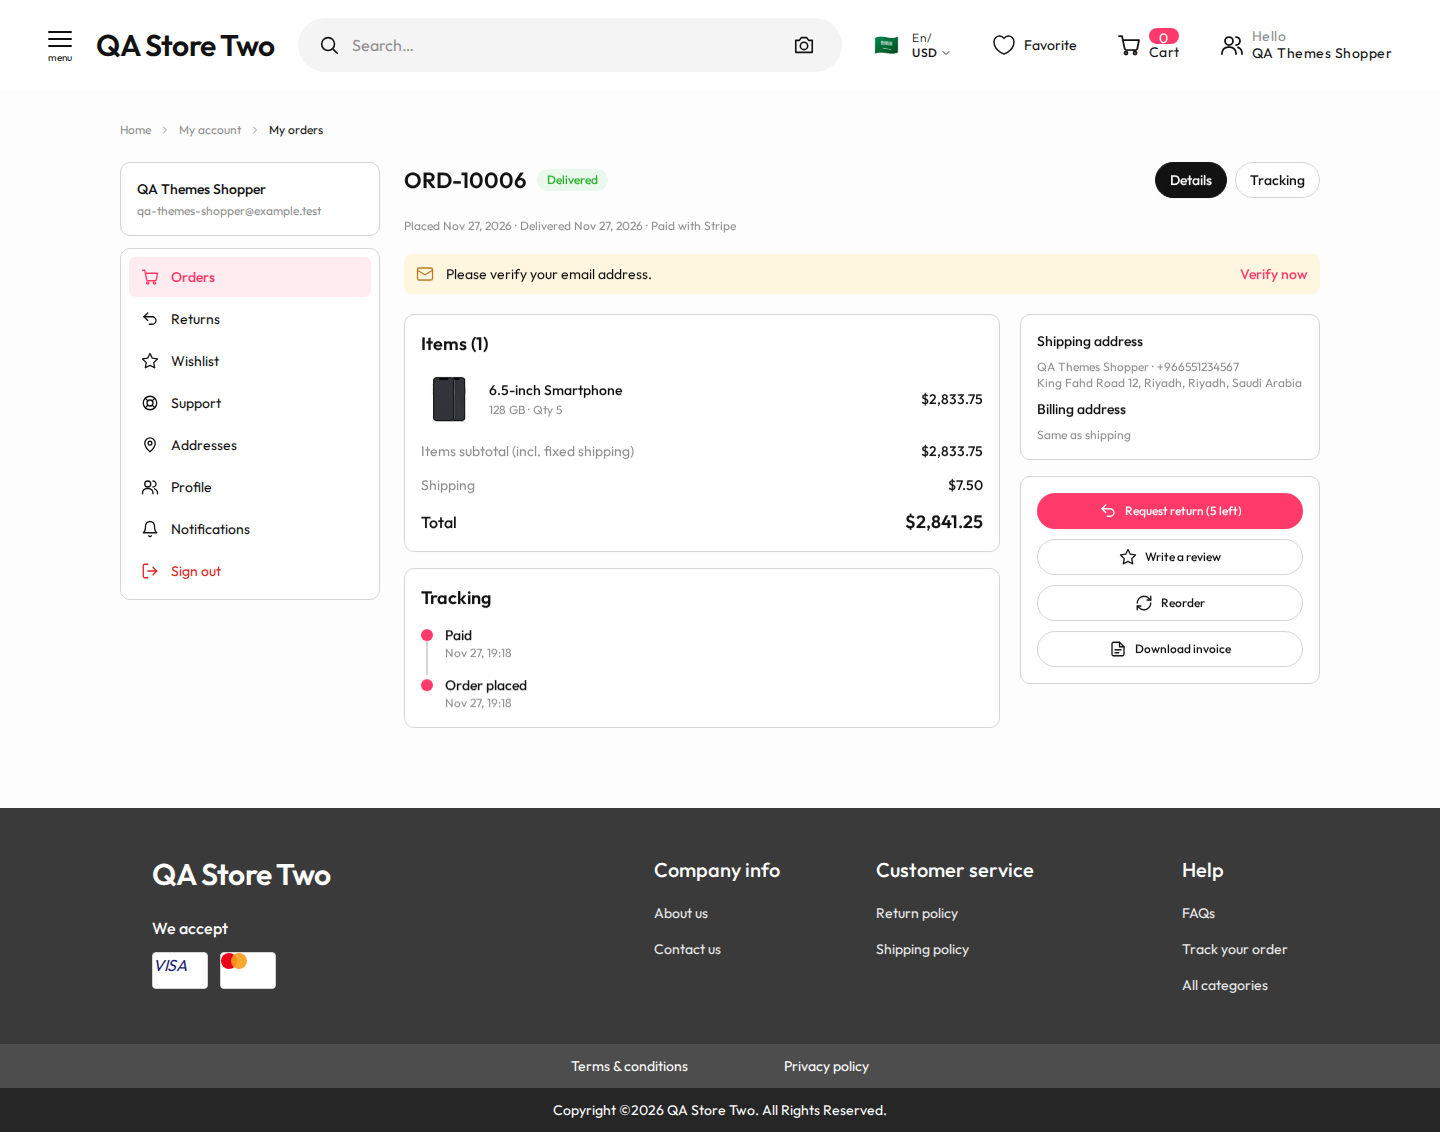 menu
QA Store Two
Search...
En/
USD
Favorite
0
Cart
Hello
QA Themes Shopper
Home
My account
My orders
QA Themes Shopper
qa-themes-shopper@example.test
Orders
Returns
Wishlist
Support
Addresses
Profile
Notifications
Sign out
ORD-10006
Delivered
Details
Tracking
Placed Nov 27, 2026 · Delivered Nov 27, 2026 · Paid with Stripe
Please verify your email address.
Verify now
Items (1)
6.5-inch Smartphone
128 GB · Qty 5
$2,833.75
Items subtotal (incl. fixed shipping)
$2,833.75
Shipping
$7.50
Total
$2,841.25
Tracking
Paid
Nov 27, 19:18
Order placed
Nov 27, 19:18
Shipping address
QA Themes Shopper · +966551234567
King Fahd Road 12, Riyadh, Riyadh, Saudi Arabia
Billing address
Same as shipping
Request return (5 left)
Write a review
Reorder
Download invoice
QA Store Two
We accept
VISA
Company info
About us
Contact us
Customer service
Return policy
Shipping policy
Help
FAQs
Track your order
All categories
Terms & conditions
Privacy policy
Copyright ©2026 QA Store Two. All Rights Reserved.